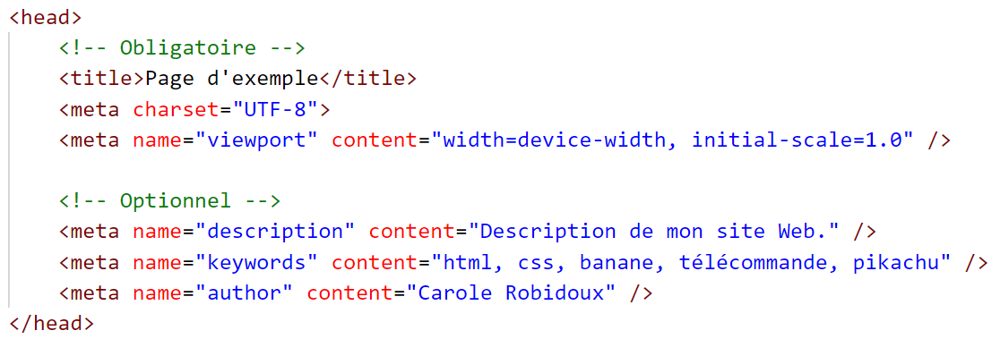 <head>
<!-- Obligatoire -->
<title>Page d'exemple</title>
<meta charset="UTF-8">
<meta name="viewport" content="width=device-width, initial-scale=1.0" />
<!-- Optionnel -->
<meta name="description" content="Description de mon site Web." />
<meta name="keywords" content="html, css, banane, télécommande, pikachu" />
<meta name="author" content="Carole Robidoux" />
</head>